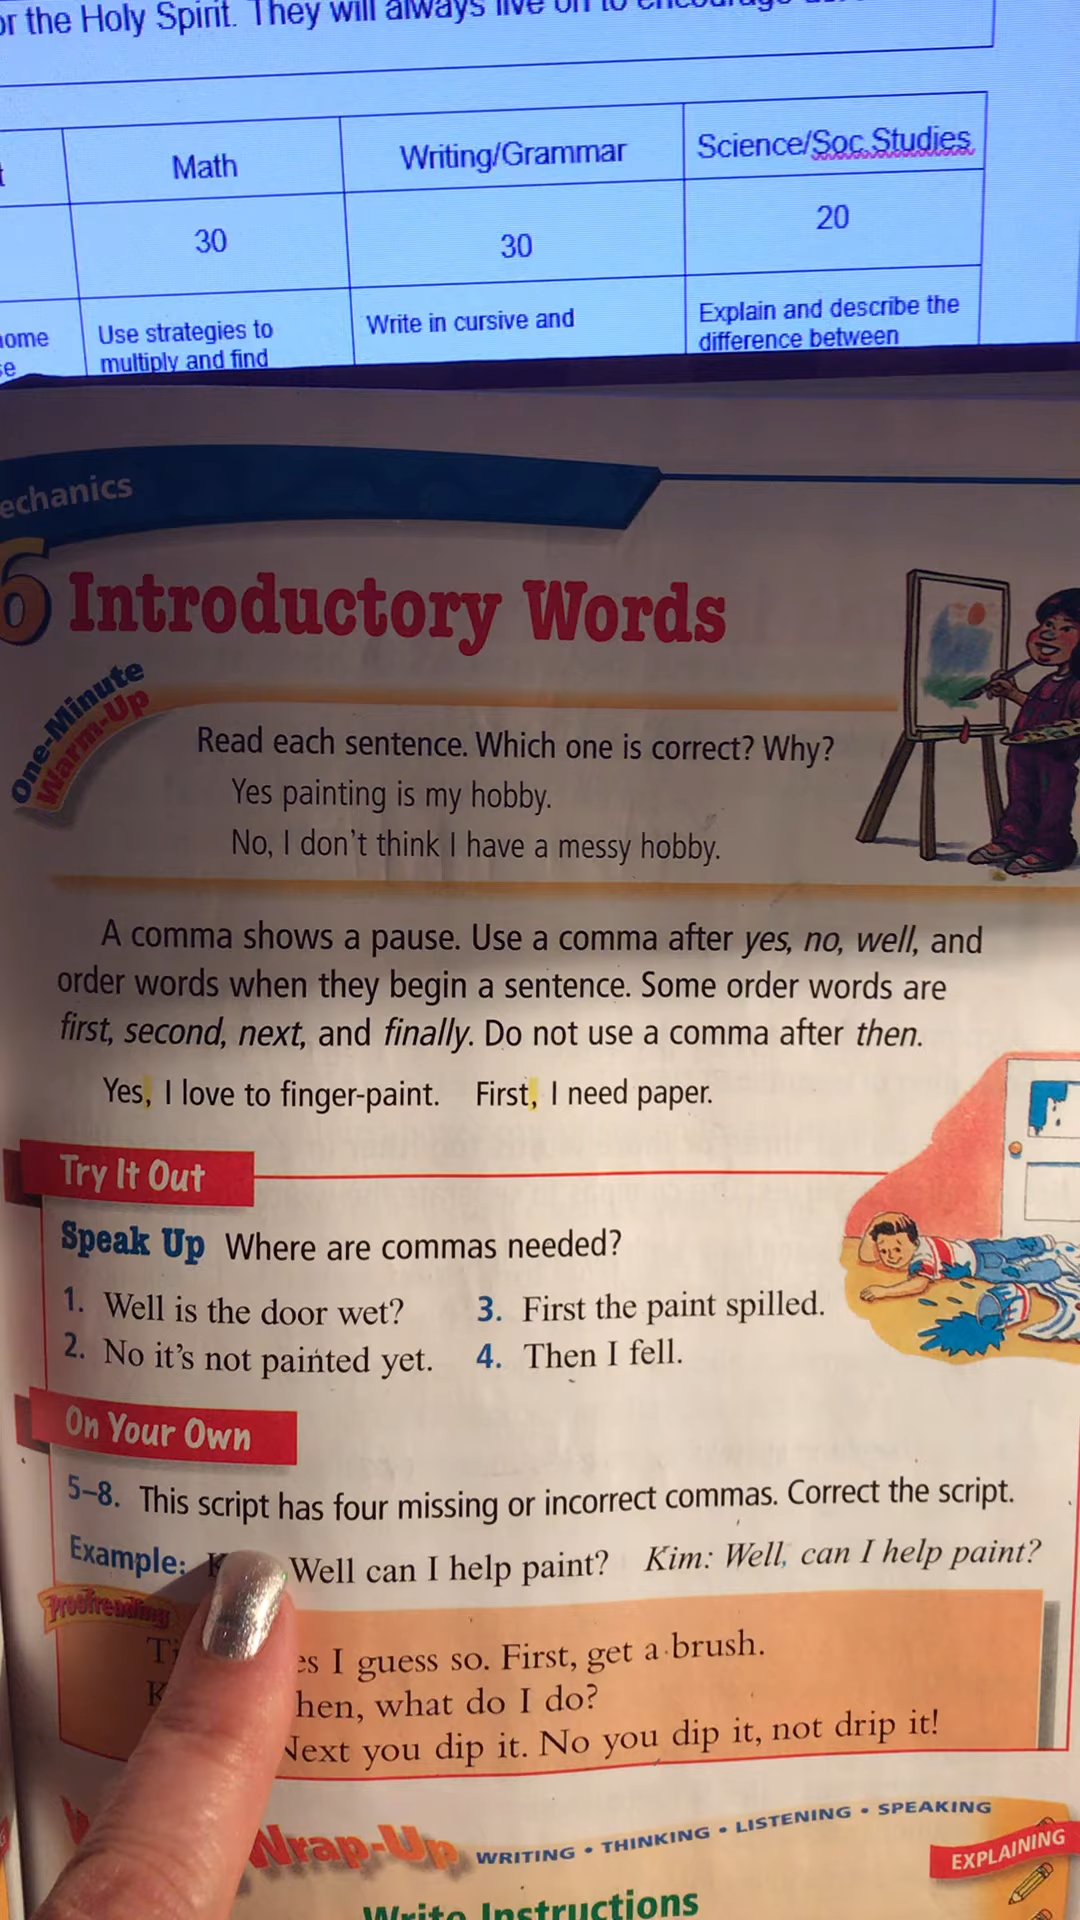 or the Holy Spirit. They will always live on to encourage
Math Writing/Grammar Science/Soc.Studies
30 30 20
Use strategies to multiply and find
Write in cursive and
Explain and describe the difference between
echanics
6 Introductory Words
One-Minute Warm-Up
Read each sentence. Which one is correct? Why?
Yes painting is my hobby.
No, I don't think I have a messy hobby.
A comma shows a pause. Use a comma after yes, no, well, and
order words when they begin a sentence. Some order words are
first, second, next, and finally. Do not use a comma after then.
Yes, I love to finger-paint. First, I need paper.
Try It Out
Speak Up Where are commas needed?
1. Well is the door wet? 3. First the paint spilled.
2. No it's not painted yet. 4. Then I fell.
On Your Own
5–8. This script has four missing or incorrect commas. Correct the script.
Example: Well can I help paint? Kim: Well, can I help paint?
Proofreading
es I guess so. First, get a brush.
hen, what do I do?
Next you dip it. No you dip it, not drip it!
Wrap-Up WRITING • THINKING • LISTENING • SPEAKING
EXPLAINING
Write Instructions